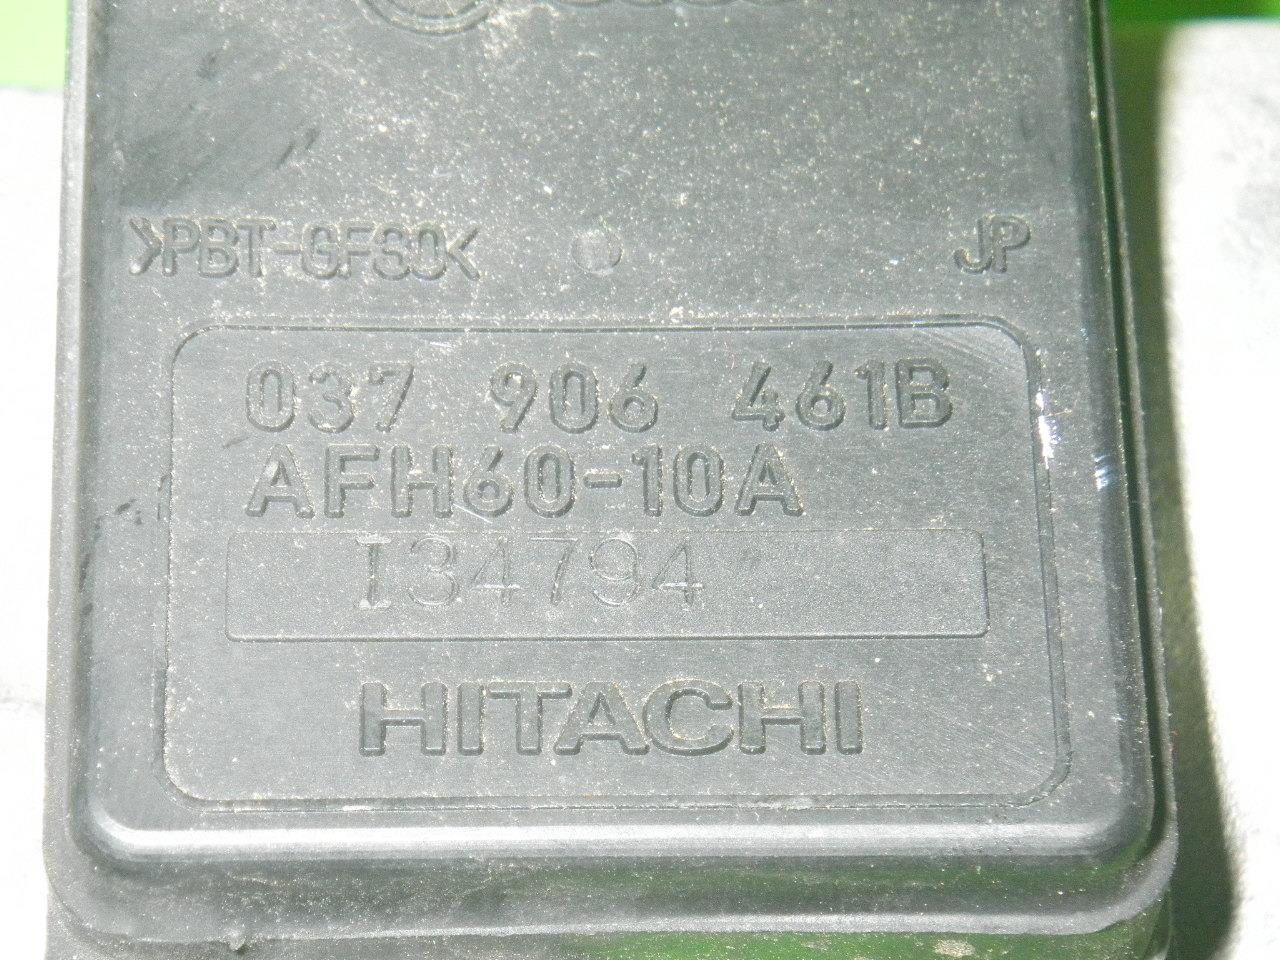 >PBT-GF30<
JP
037 906 461B
AFH60-10A
I34794
HITACHI